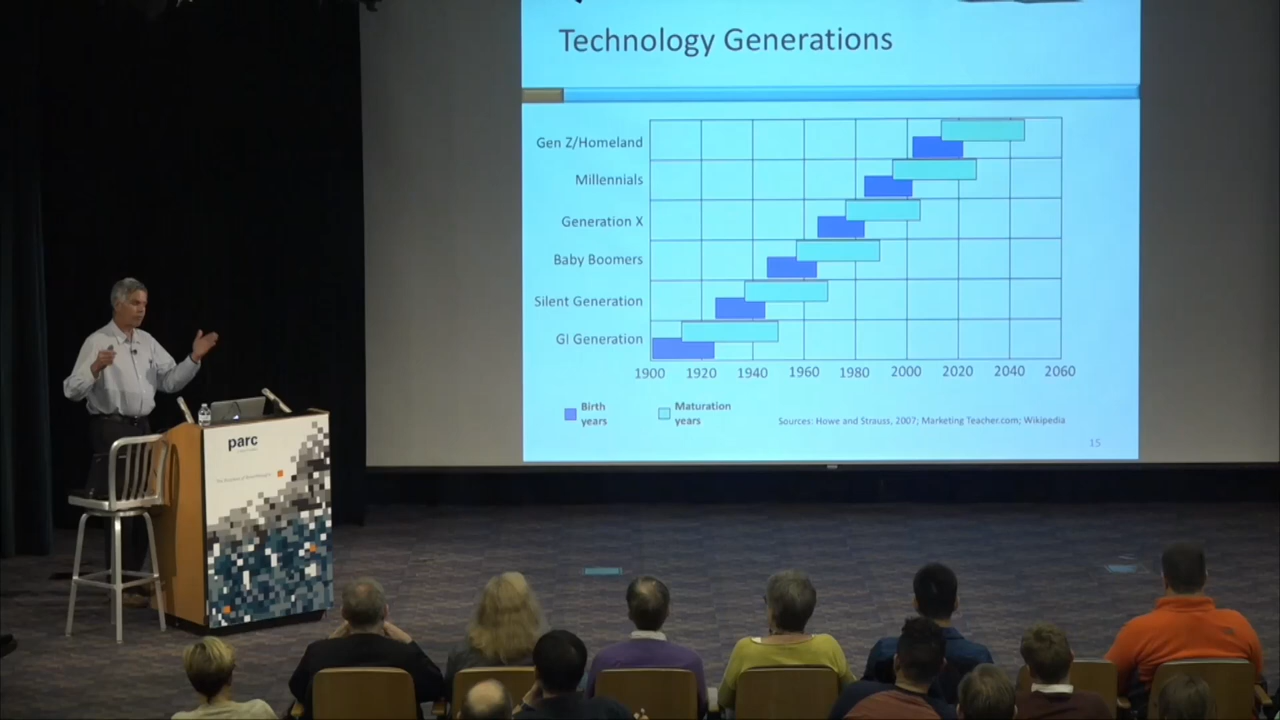 Technology Generations
Gen Z/Homeland
Millennials
Generation X
Baby Boomers
Silent Generation
GI Generation
1900 1920 1940 1960 1980 2000 2020 2040 2060
Birth years
Maturation years
Sources: Howe and Strauss, 2007; Marketing Teacher.com; Wikipedia
15
parc